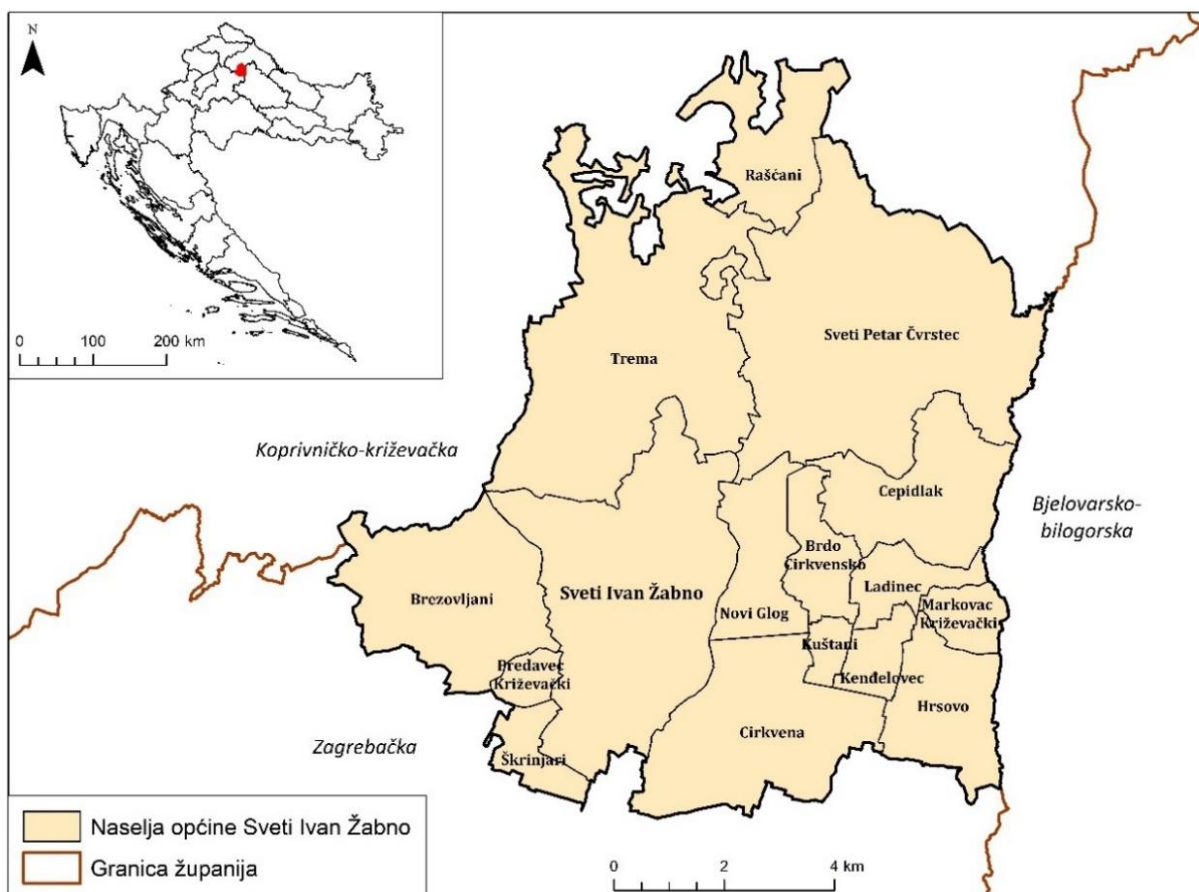 N
0 100 200 km
Rašćani
Sveti Petar Čvrstec
Trema
Koprivničko-križevačka
Cepidlak
Bjelovarsko-
bilogorska
Brdo
Cirkvensko
Ladinec
Sveti Ivan Žabno
Brezovljani
Novi Glog
Markovac
Križevački
Kuštani
Predavec
Križevački
Kenđelovec
Hrsovo
Cirkvena
Zagrebačka
Škrinjari
Naselja općine Sveti Ivan Žabno
Granica županija
0 2 4 km